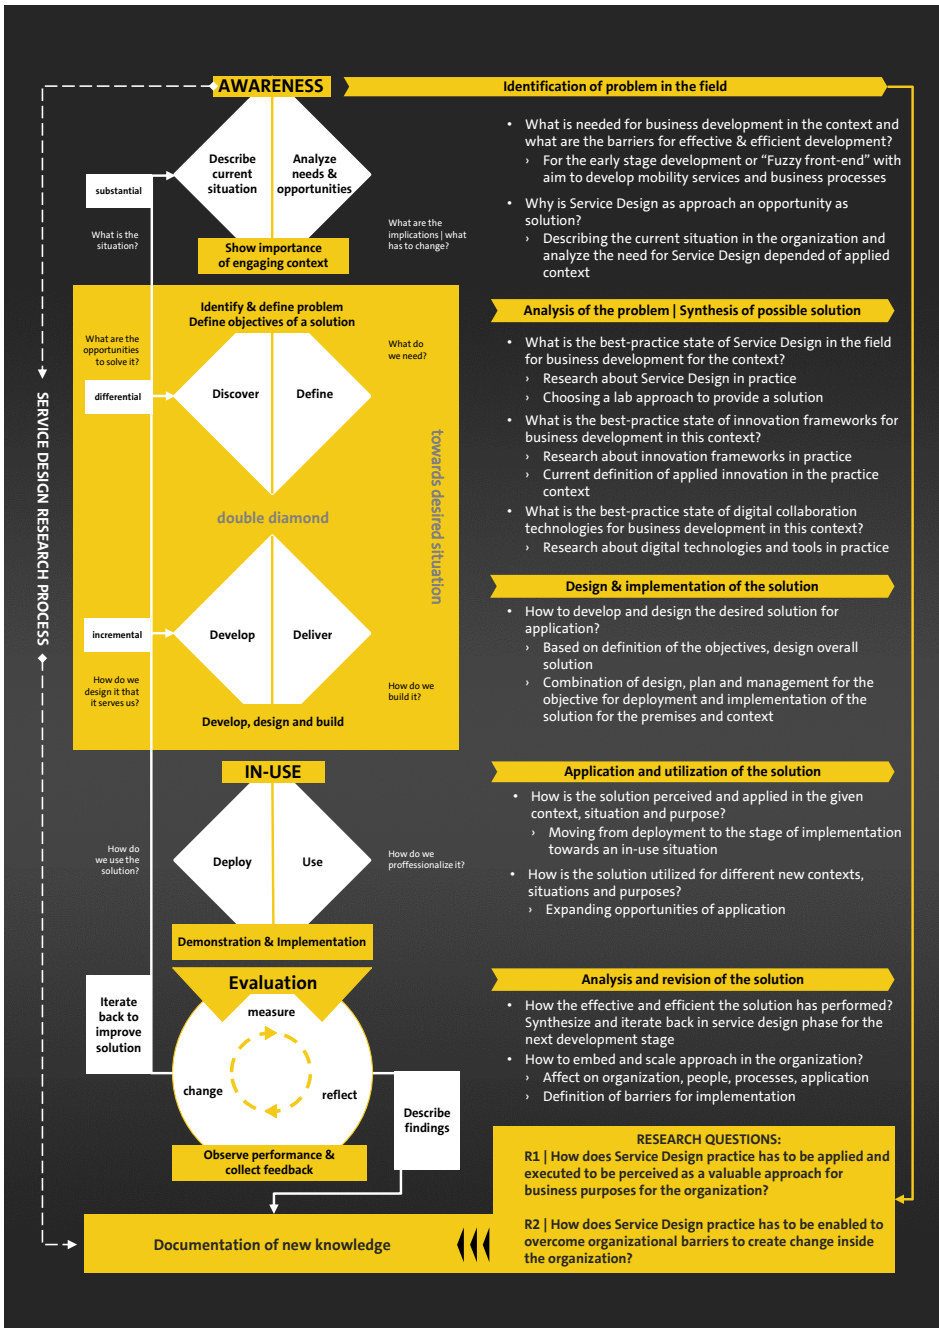 AWARENESS
Identification of problem in the field
Describe
current
situation
Analyze
needs &
opportunities
substantial
What is the
situation?
What are the
implications | what
has to change?
Show importance
of engaging context
• What is needed for business development in the context and
what are the barriers for effective & efficient development?
› For the early stage development or “Fuzzy front-end” with
aim to develop mobility services and business processes
• Why is Service Design as approach an opportunity as
solution?
› Describing the current situation in the organization and
analyze the need for Service Design depended of applied
context
Identify & define problem
Define objectives of a solution
What are the
opportunities
to solve it?
What do
we need?
differential
Discover
Define
double diamond
towards desired situation
SERVICE DESIGN RESEARCH PROCESS
Analysis of the problem | Synthesis of possible solution
• What is the best-practice state of Service Design in the field
for business development for the context?
› Research about Service Design in practice
› Choosing a lab approach to provide a solution
• What is the best-practice state of innovation frameworks for
business development in this context?
› Research about innovation frameworks in practice
› Current definition of applied innovation in the practice
context
• What is the best-practice state of digital collaboration
technologies for business development in this context?
› Research about digital technologies and tools in practice
incremental
Develop
Deliver
How do we
design it that
it serves us?
How do we
build it?
Develop, design and build
Design & implementation of the solution
• How to develop and design the desired solution for
application?
› Based on definition of the objectives, design overall
solution
› Combination of design, plan and management for the
objective for deployment and implementation of the
solution for the premises and context
IN-USE
Deploy
Use
How do
we use the
solution?
How do we
proffessionalize it?
Demonstration & Implementation
Application and utilization of the solution
• How is the solution perceived and applied in the given
context, situation and purpose?
› Moving from deployment to the stage of implementation
towards an in-use situation
• How is the solution utilized for different new contexts,
situations and purposes?
› Expanding opportunities of application
Evaluation
measure
change
reflect
Iterate
back to
improve
solution
Describe
findings
Observe performance &
collect feedback
Analysis and revision of the solution
• How the effective and efficient the solution has performed?
Synthesize and iterate back in service design phase for the
next development stage
• How to embed and scale approach in the organization?
› Affect on organization, people, processes, application
› Definition of barriers for implementation
RESEARCH QUESTIONS:
R1 | How does Service Design practice has to be applied and
executed to be perceived as a valuable approach for
business purposes for the organization?
R2 | How does Service Design practice has to be enabled to
overcome organizational barriers to create change inside
the organization?
Documentation of new knowledge